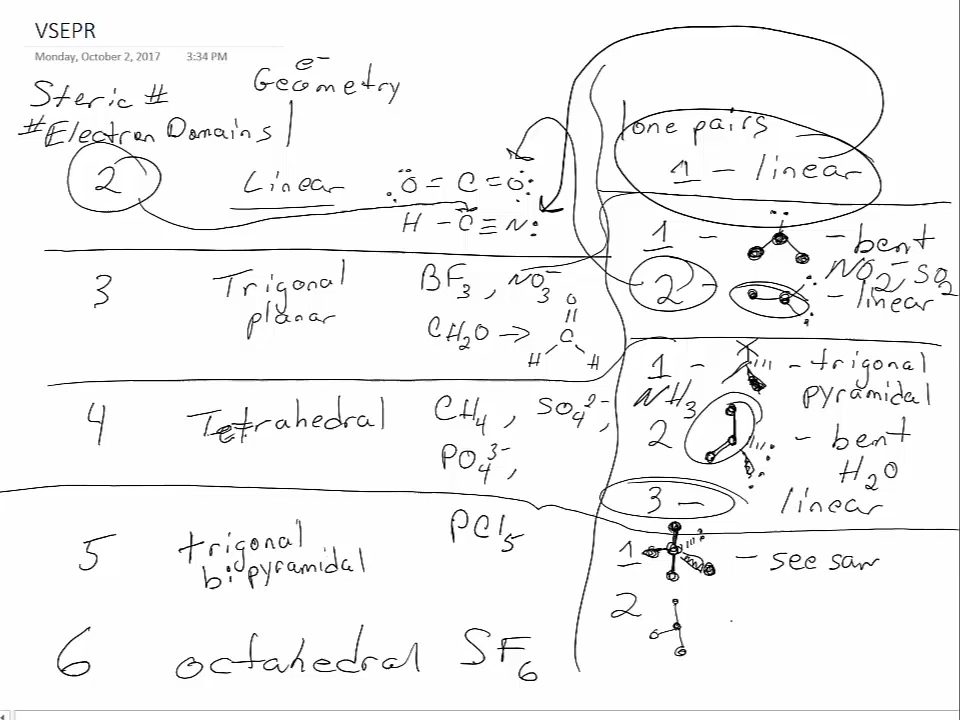 VSEPR
Monday, October 2, 2017 3:34 PM
Steric #
# Electron Domains
e⁻
Geometry
lone pairs
2 Linear
:Ö = C = Ö:
H - C ≡ N:
1 - linear
3 Trigonal
planar
BF₃, NO₃⁻
CH₂O →
O
C
H H
1 - - bent
NO₂⁻, SO₂
2 - - linear
4 Tetrahedral
CH₄, SO₄²⁻,
PO₄³⁻,
1 - - trigonal
pyramidal
NH₃
2 - bent
H₂O
3 - linear
5 trigonal
bipyramidal
PCl₅
1 - see saw
2
6 octahedral SF₆